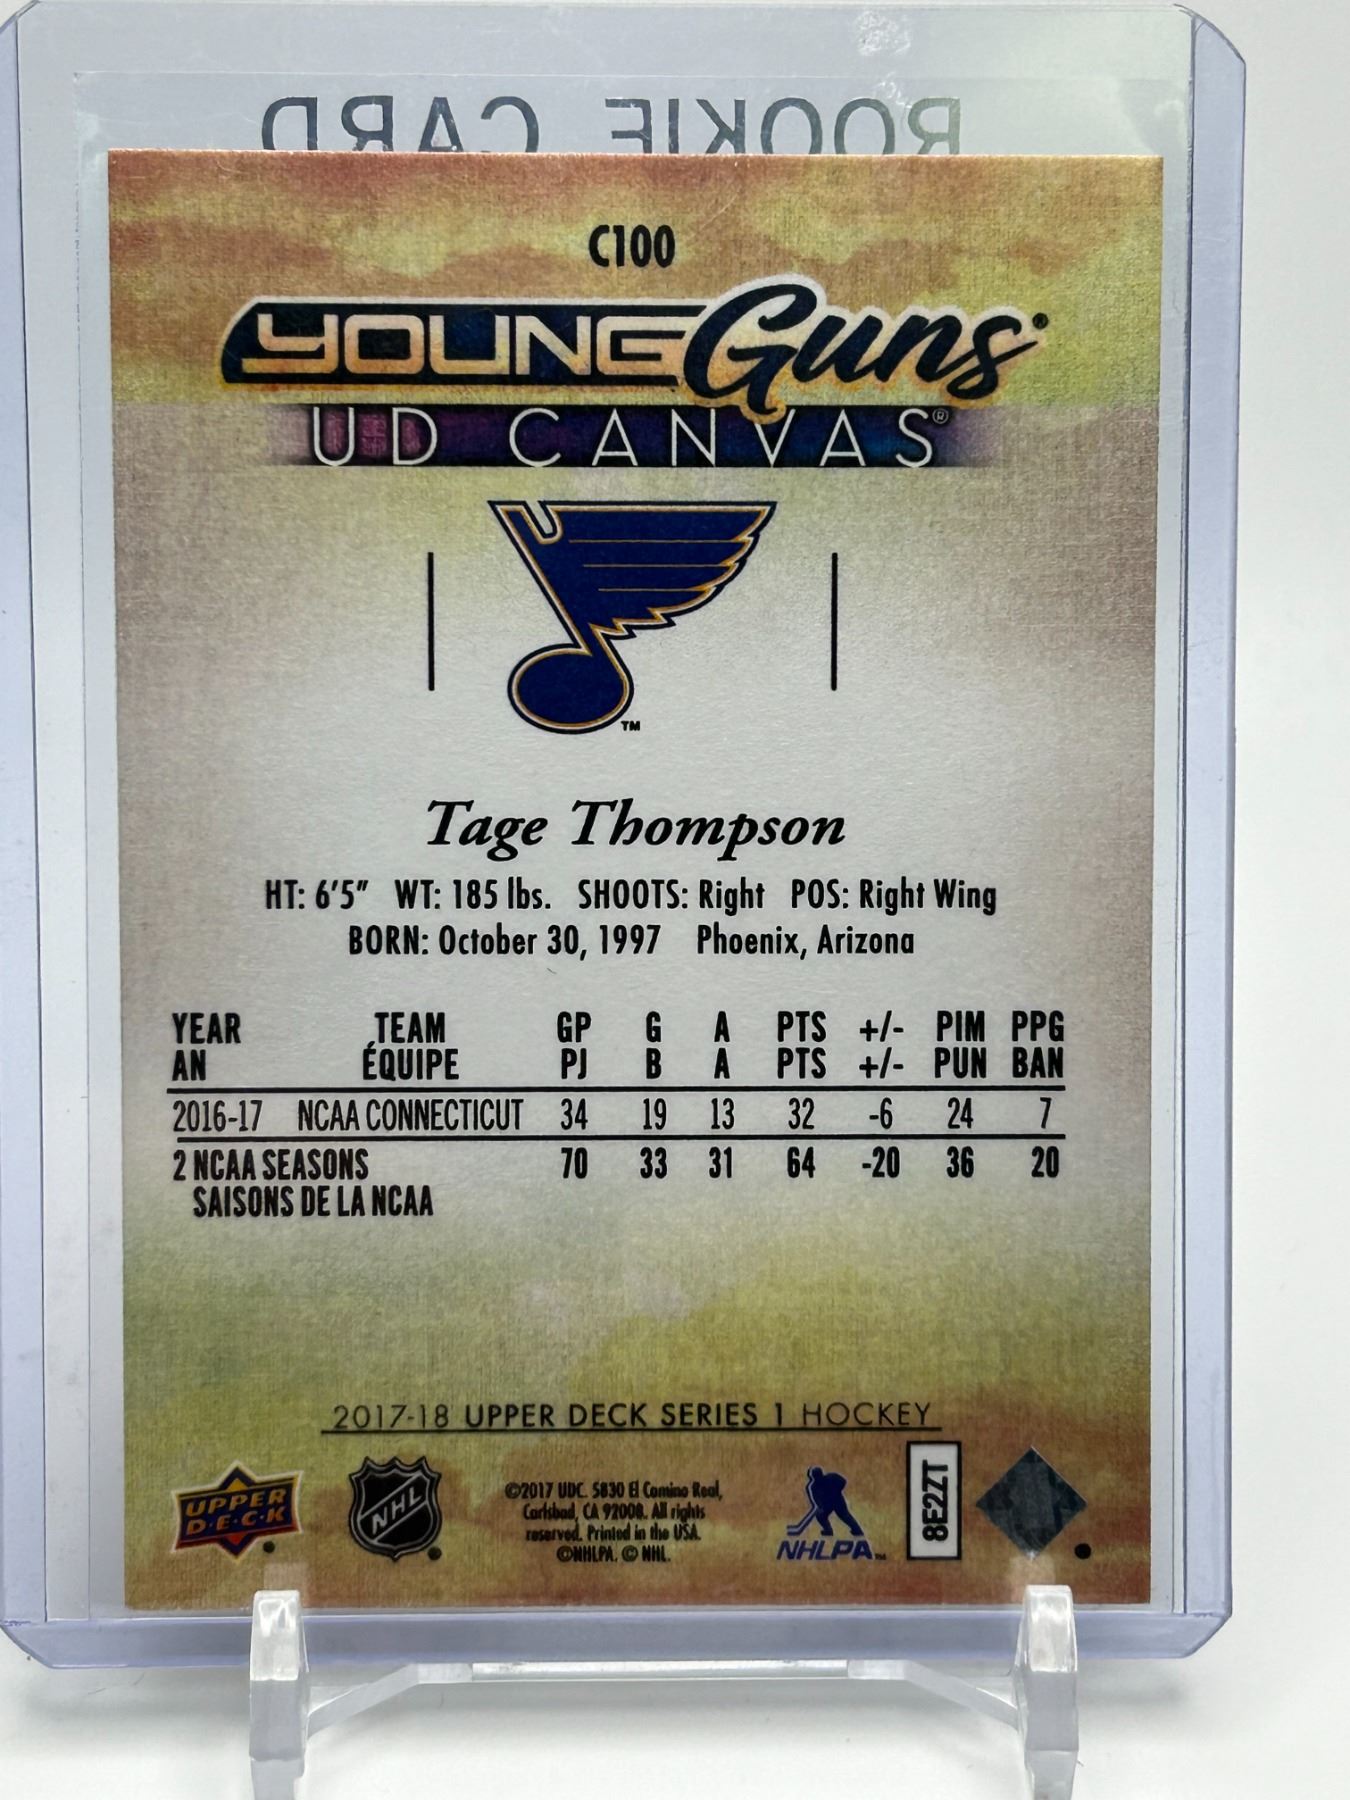 ROOKIE CARD
C100
YOUNG Guns®
UD CANVAS®
TM
Tage Thompson
HT: 6'5" WT: 185 lbs. SHOOTS: Right POS: Right Wing
BORN: October 30, 1997 Phoenix, Arizona
YEAR TEAM GP G A PTS +/- PIM PPG
AN ÉQUIPE PJ B A PTS +/- PUN BAN
2016-17 NCAA CONNECTICUT 34 19 13 32 -6 24 7
2 NCAA SEASONS 70 33 31 64 -20 36 20
SAISONS DE LA NCAA
2017-18 UPPER DECK SERIES 1 HOCKEY
UPPER
D·E·C·K
NHL
©2017 UDC. 5830 El Camino Real,
Carlsbad, CA 92008. All rights
reserved. Printed in the USA.
©NHLPA. © NHL.
NHLPA™
8E2ZT